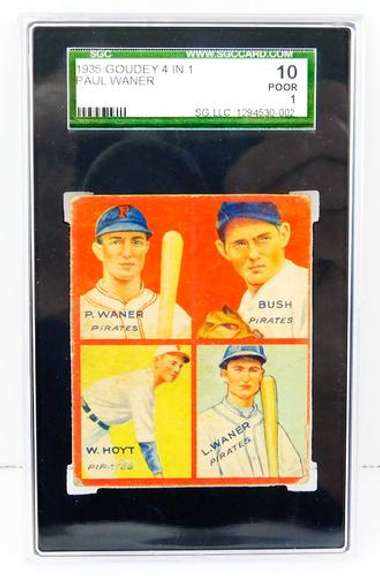 SGC WWW.SGCCARD.COM
1935 GOUDEY 4 IN 1
PAUL WANER
10
POOR
1
SG LLC 1294530-002
P
P. WANER
PIRATES
BUSH
PIRATES
W. HOYT
PIRATES
L. WANER
PIRATES